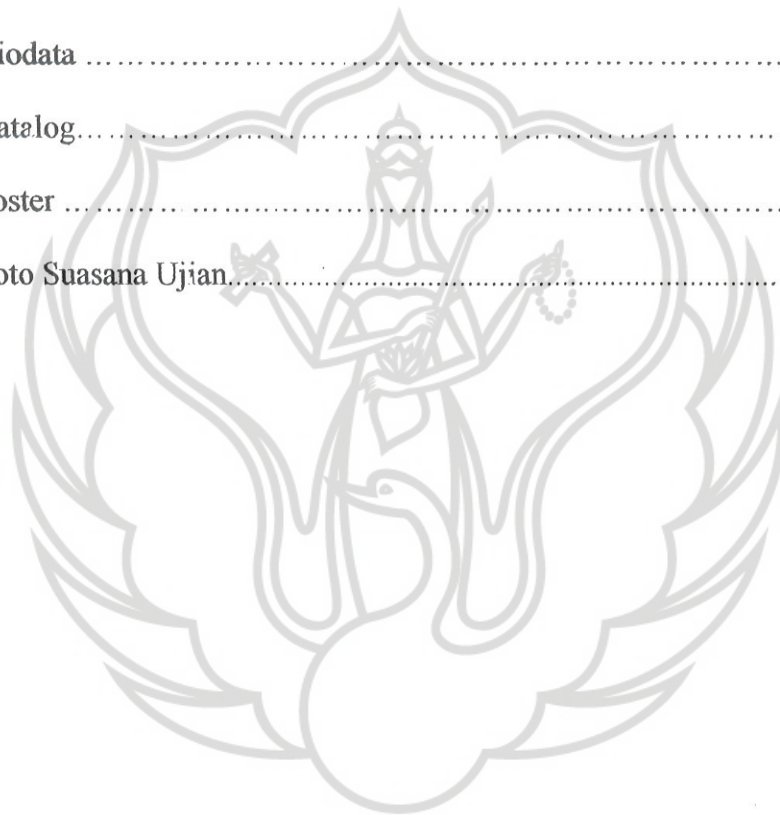 iodata ........................................................................
atalog........................................................................
oster ........................................................................
oto Suasana Ujian........................................................................